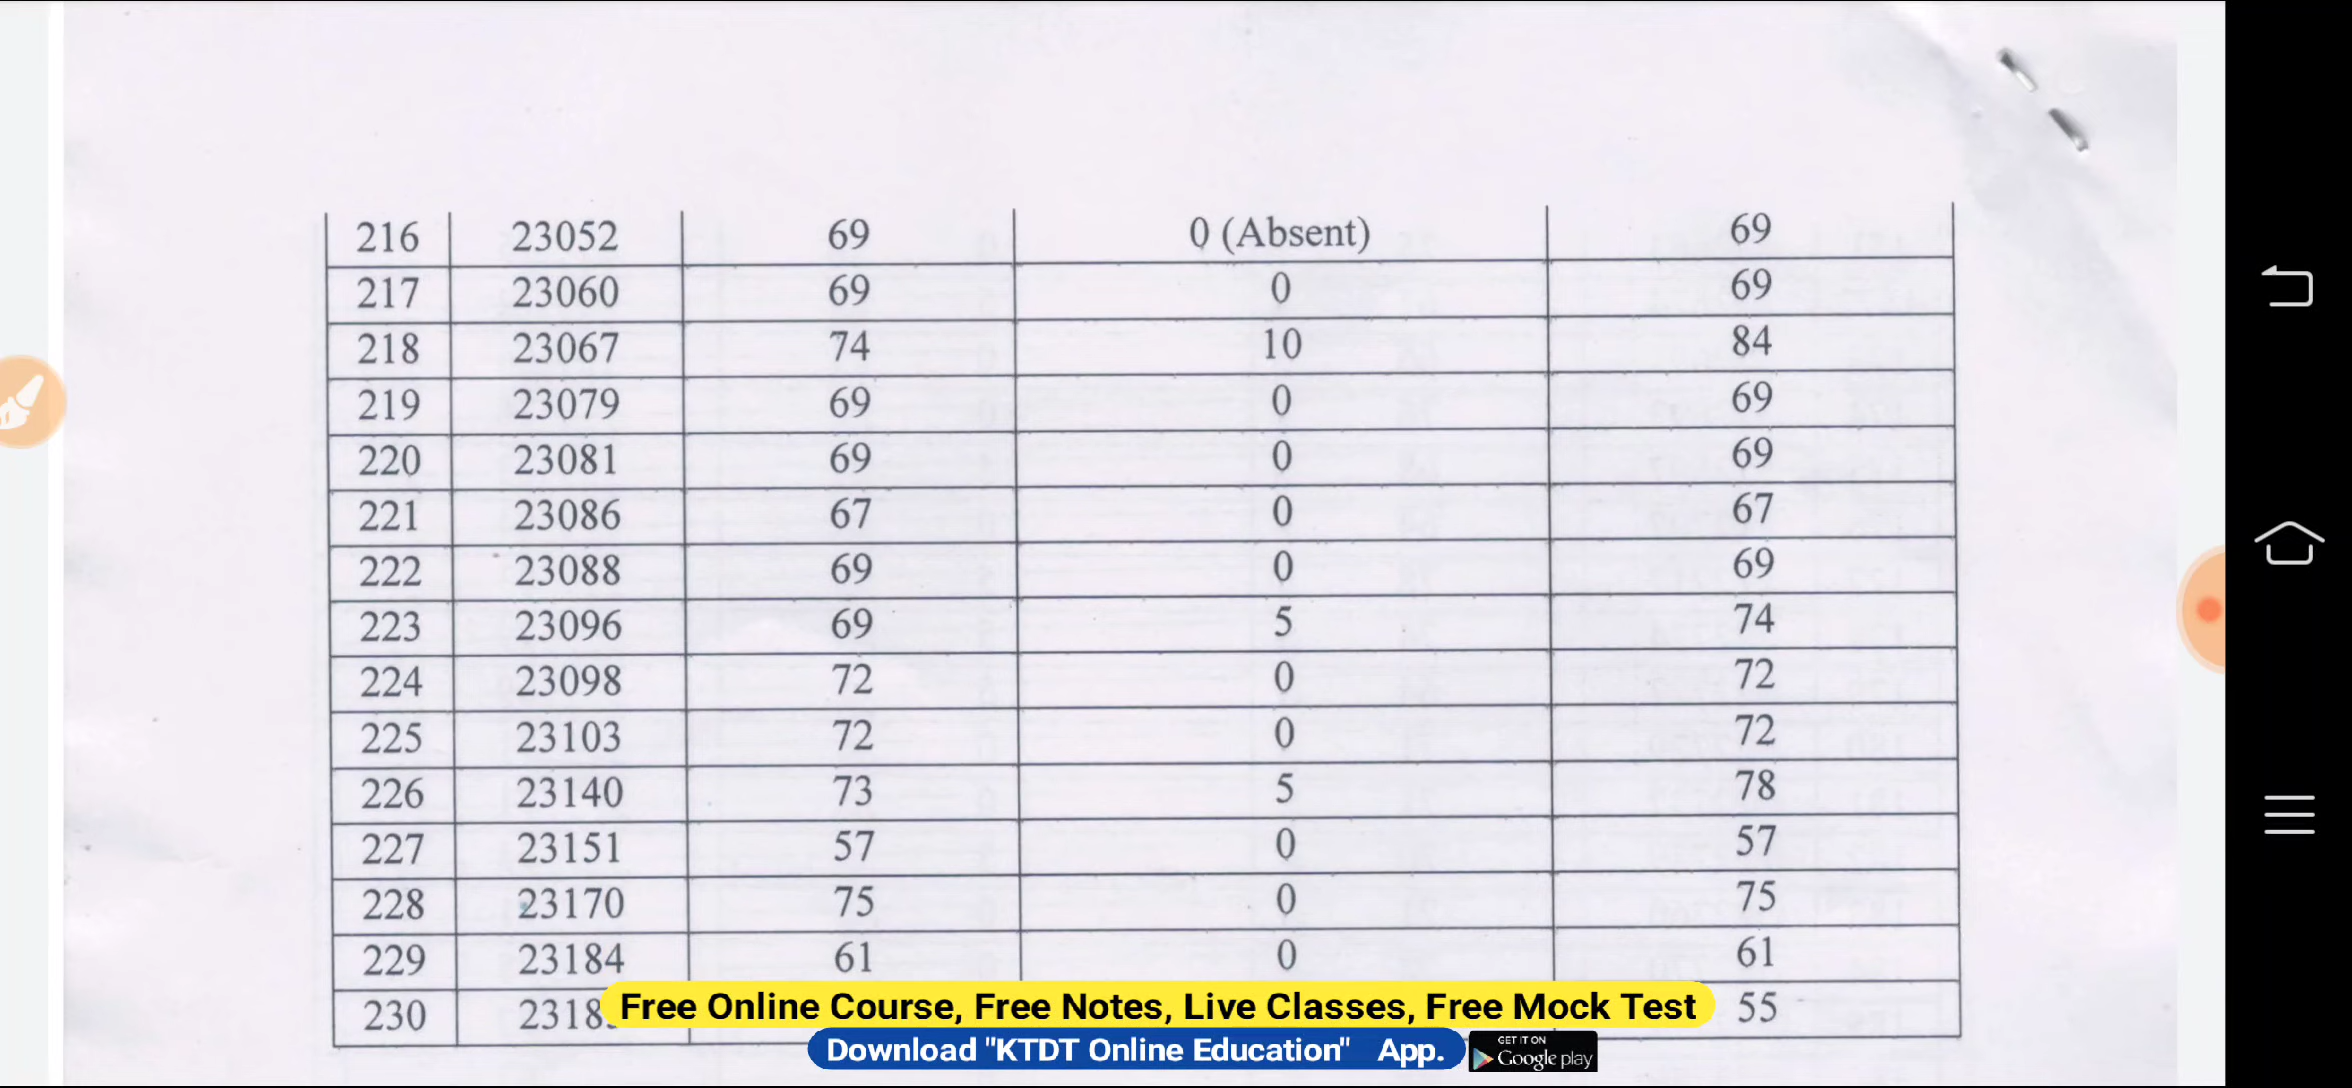 216 23052 69 0 (Absent) 69
217 23060 69 0 69
218 23067 74 10 84
219 23079 69 0 69
220 23081 69 0 69
221 23086 67 0 67
222 23088 69 0 69
223 23096 69 5 74
224 23098 72 0 72
225 23103 72 0 72
226 23140 73 5 78
227 23151 57 0 57
228 23170 75 0 75
229 23184 61 0 61
230 55
Free Online Course, Free Notes, Live Classes, Free Mock Test
Download "KTDT Online Education" App.
GET IT ON
Google play